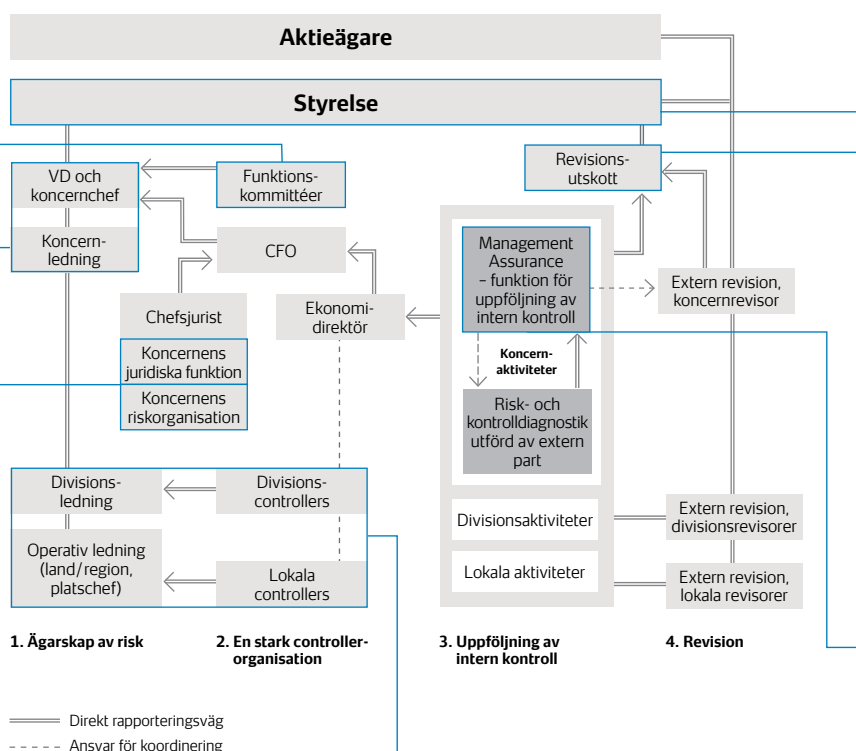 Aktieägare
Styrelse
VD och
koncernchef
Funktions-
kommittéer
Revisions-
utskott
Koncern-
ledning
CFO
Management
Assurance
– funktion för
uppföljning av
intern kontroll
Extern revision,
koncernrevisor
Chefsjurist
Ekonomi-
direktör
Koncernens
juridiska funktion
Koncernens
riskorganisation
Koncern-
aktiviteter
Risk- och
kontrolldiagnostik
utförd av extern
part
Divisions-
ledning
Divisions-
controllers
Divisionsaktiviteter
Extern revision,
divisionsrevisorer
Operativ ledning
(land/region,
platschef)
Lokala
controllers
Lokala aktiviteter
Extern revision,
lokala revisorer
1. Ägarskap av risk
2. En stark controller-
organisation
3. Uppföljning av
intern kontroll
4. Revision
Direkt rapporteringsväg
Ansvar för koordinering